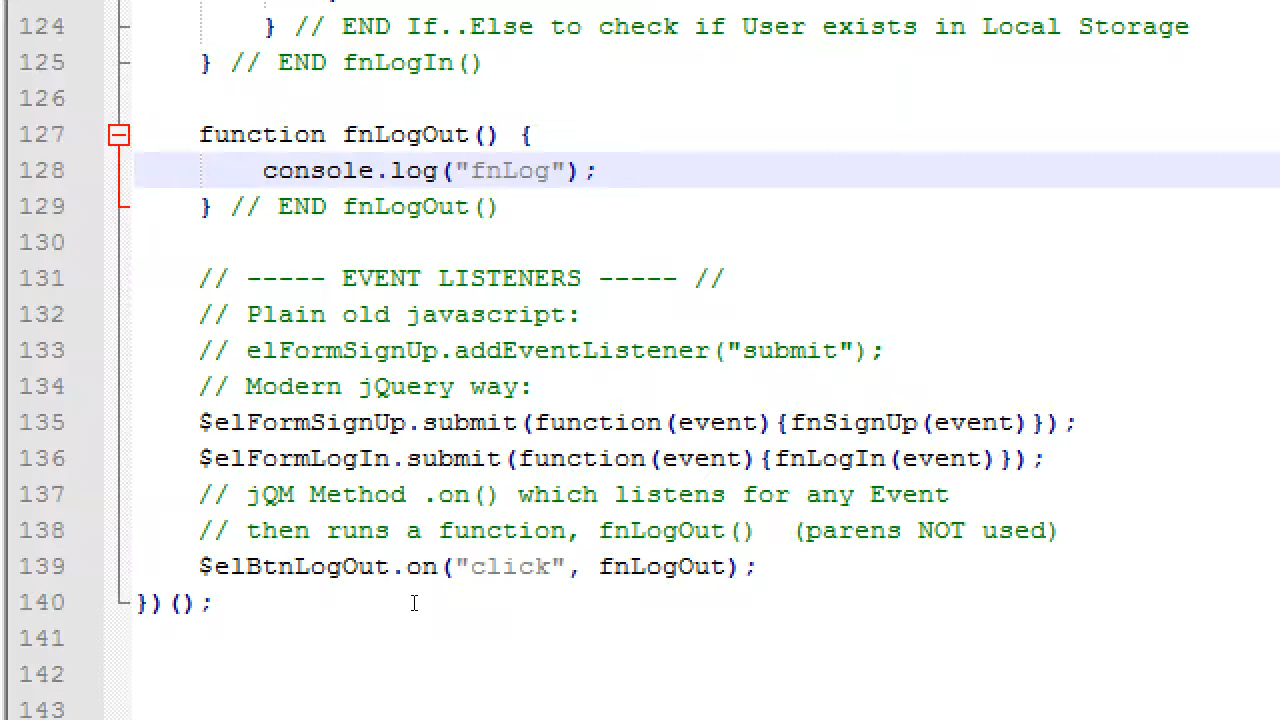 124 } // END If..Else to check if User exists in Local Storage
125 } // END fnLogIn()
126
127 function fnLogOut() {
128 console.log("fnLog");
129 } // END fnLogOut()
130
131 // ----- EVENT LISTENERS ----- //
132 // Plain old javascript:
133 // elFormSignUp.addEventListener("submit");
134 // Modern jQuery way:
135 $elFormSignUp.submit(function(event){fnSignUp(event)});
136 $elFormLogIn.submit(function(event){fnLogIn(event)});
137 // jQM Method .on() which listens for any Event
138 // then runs a function, fnLogOut() (parens NOT used)
139 $elBtnLogOut.on("click", fnLogOut);
140 })();
141
142
143